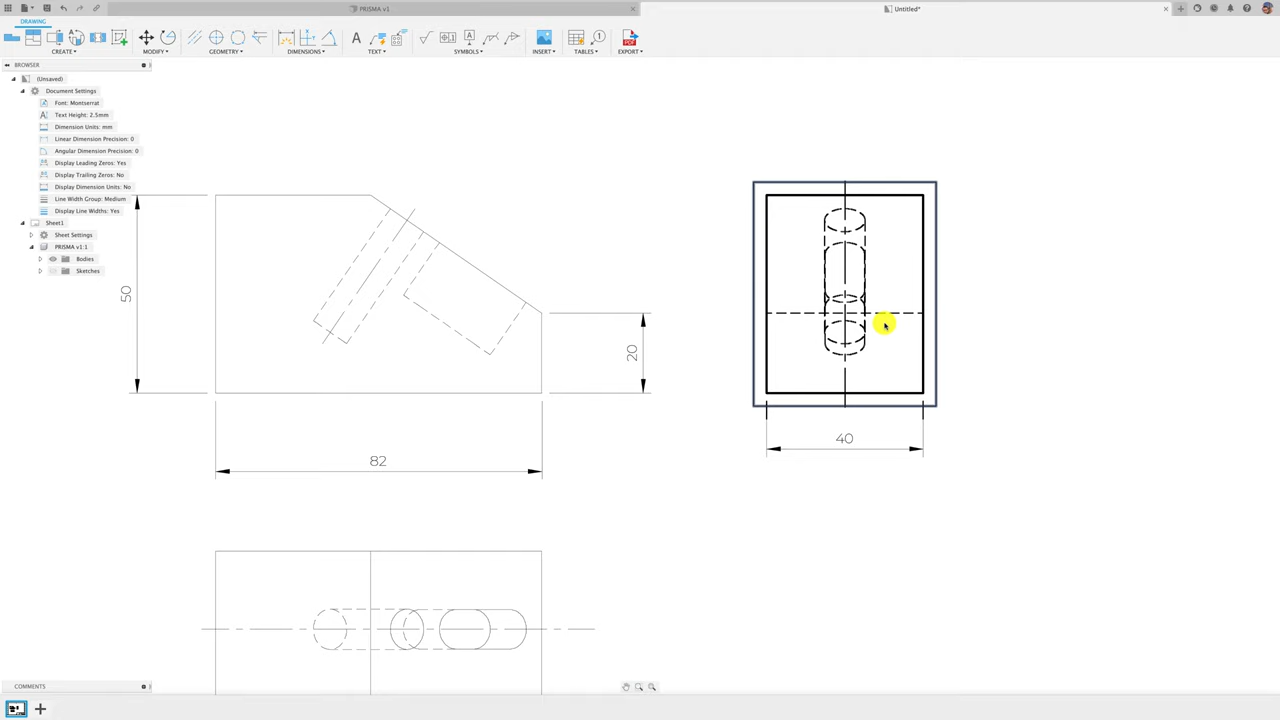 PRISMA v1
Untitled*
DRAWING
CREATE
MODIFY
GEOMETRY
DIMENSIONS
TEXT
SYMBOLS
INSERT
TABLES
EXPORT
BROWSER
(Unsaved)
Document Settings
Font: Montserrat
Text Height: 2.5mm
Dimension Units: mm
Linear Dimension Precision: 0
Angular Dimension Precision: 0
Display Leading Zeros: Yes
Display Trailing Zeros: No
Display Dimension Units: No
Line Width Group: Medium
Display Line Widths: Yes
Sheet1
Sheet Settings
PRISMA v1:1
Bodies
Sketches
50
20
40
82
COMMENTS